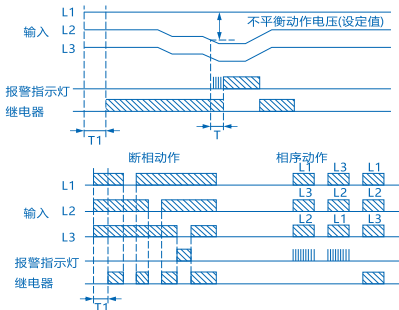 L1
不平衡动作电压(设定值)
输入
L2
L3
报警指示灯
继电器
T1
T
断相动作
相序动作
L1 L3 L1
L1
L3 L2 L2
输入
L2
L2 L1 L3
L3
报警指示灯
继电器
T1